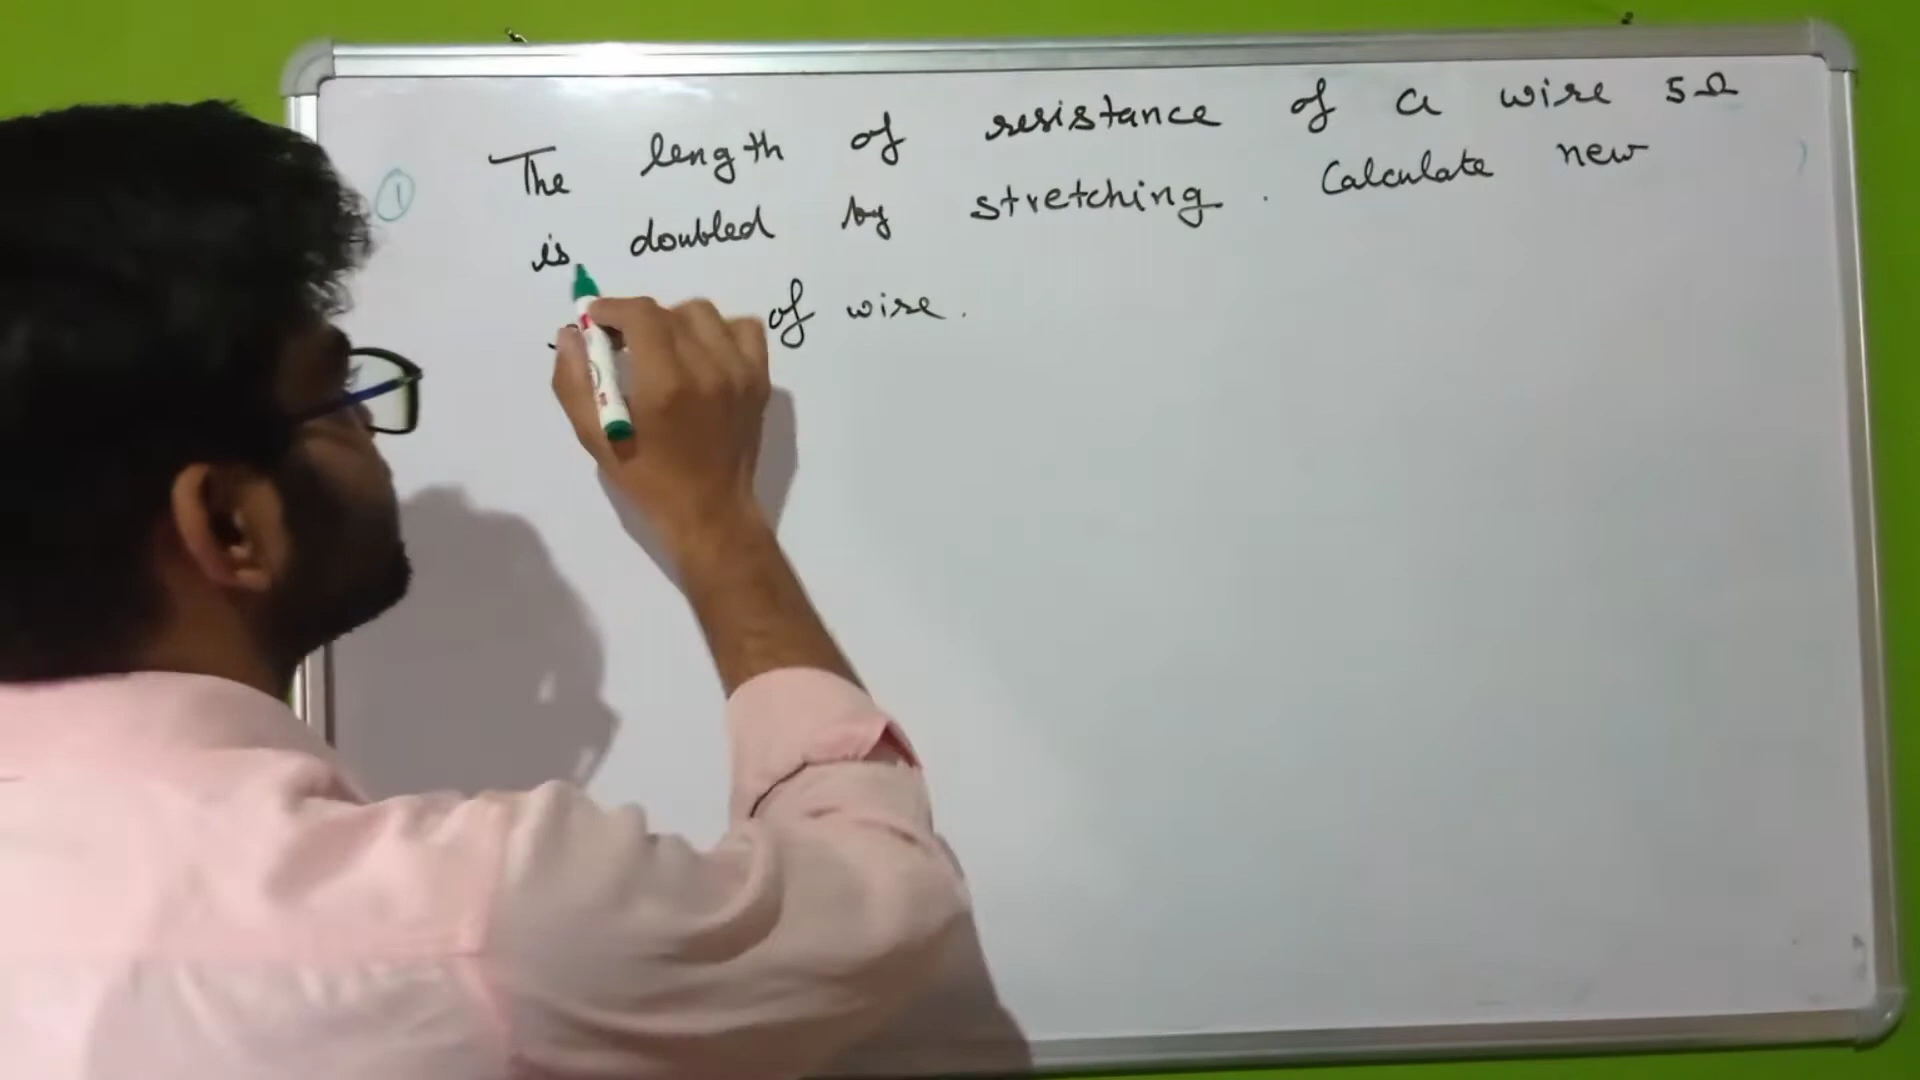 ① The length of resistance of a wire 5Ω
is doubled by stretching. Calculate new
of wire.